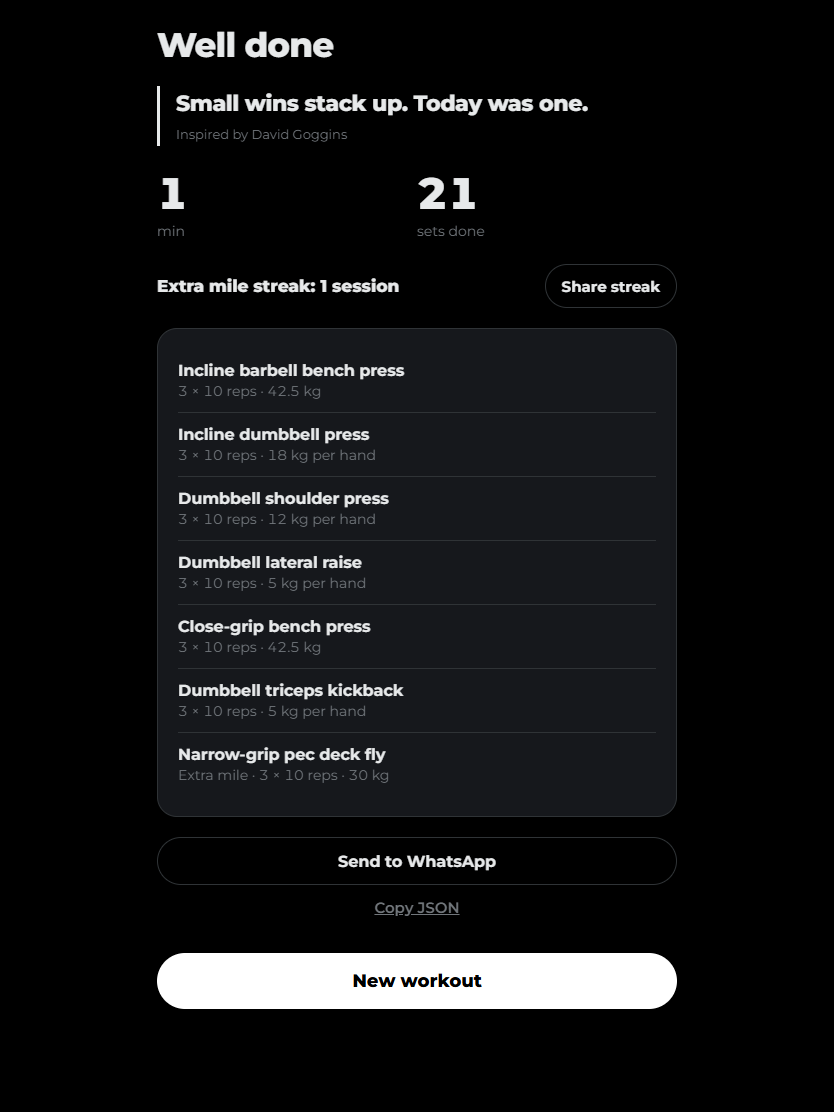 Well done
Small wins stack up. Today was one.
Inspired by David Goggins
1
min
21
sets done
Extra mile streak: 1 session
Share streak
Incline barbell bench press
3 × 10 reps · 42.5 kg
Incline dumbbell press
3 × 10 reps · 18 kg per hand
Dumbbell shoulder press
3 × 10 reps · 12 kg per hand
Dumbbell lateral raise
3 × 10 reps · 5 kg per hand
Close-grip bench press
3 × 10 reps · 42.5 kg
Dumbbell triceps kickback
3 × 10 reps · 5 kg per hand
Narrow-grip pec deck fly
Extra mile · 3 × 10 reps · 30 kg
Send to WhatsApp
Copy JSON
New workout